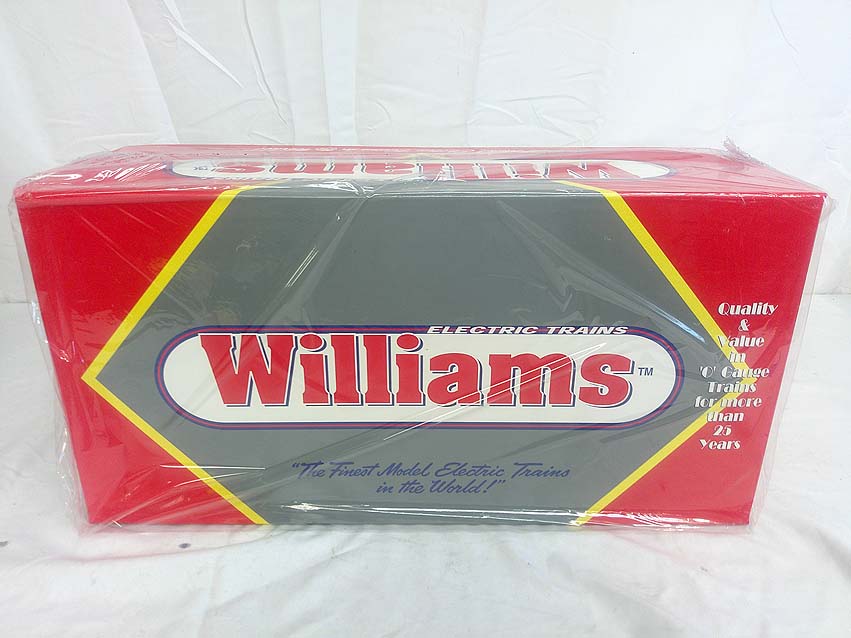 Williams
ELECTRIC TRAINS
Williams™
"The Finest Model Electric Trains
in the World!"
Quality
&
Value
in
'O' Gauge
Trains
for more
than
25
Years